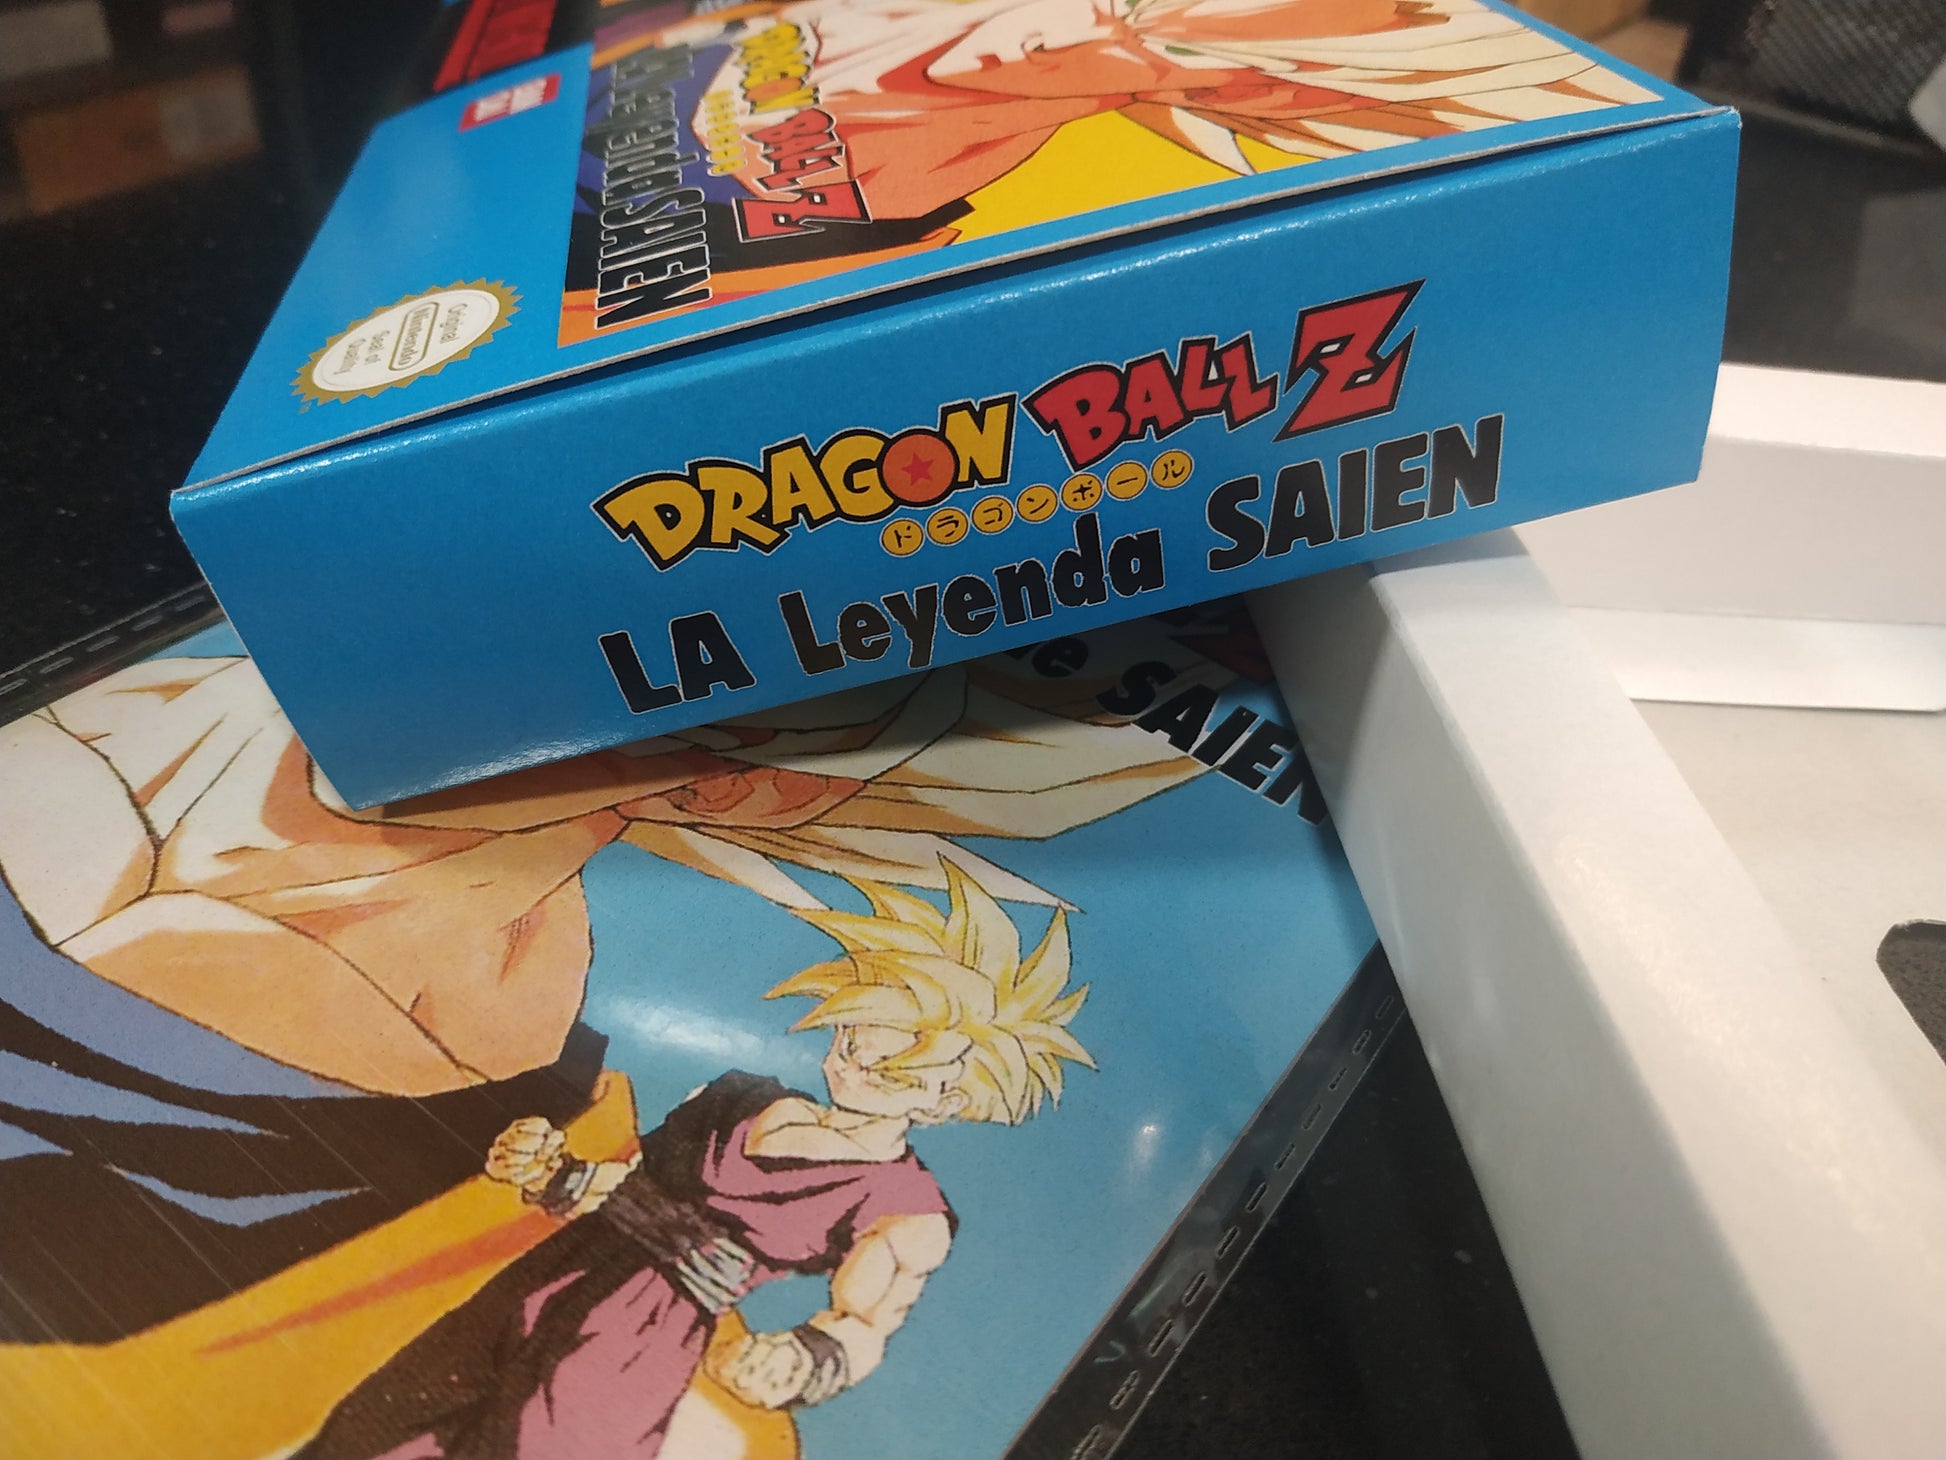 DRAGON BALL Z
LA Leyenda SAIEN
Original
Nintendo
Seal of
Quality
DRAGON BALL Z
ドラゴンボール
LA Leyenda SAIEN
SAIEN